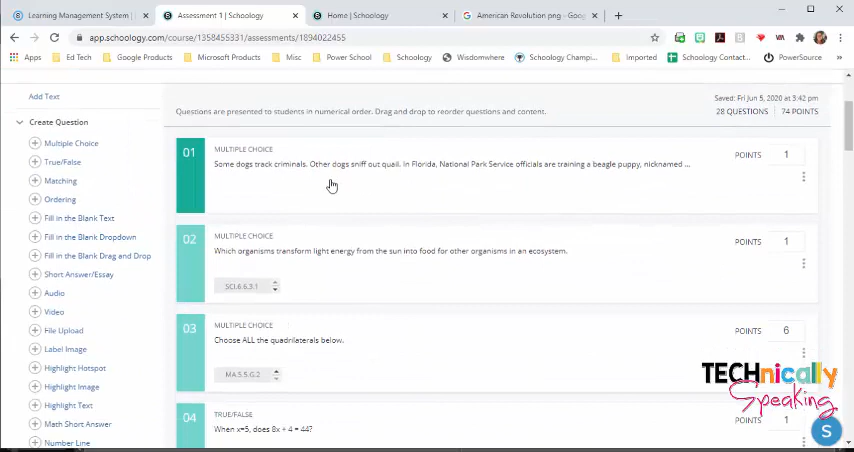 Learning Management System |
Assessment 1 | Schoology
Home | Schoology
American Revolution png - Goog
app.schoology.com/course/1358455331/assessments/1894022455
Apps
Ed Tech
Google Products
Microsoft Products
Misc
Power School
Schoology
Wisdomwhere
Schoology Champi...
Imported
Schoology Contact...
PowerSource
Add Text
Questions are presented to students in numerical order. Drag and drop to reorder questions and content.
Saved: Fri Jun 5, 2020 at 3:42 pm
28 QUESTIONS
74 POINTS
Create Question
Multiple Choice
True/False
Matching
Ordering
Fill in the Blank Text
Fill in the Blank Dropdown
Fill in the Blank Drag and Drop
Short Answer/Essay
Audio
Video
File Upload
Label Image
Highlight Hotspot
Highlight Image
Highlight Text
Math Short Answer
Number Line
01
MULTIPLE CHOICE
Some dogs track criminals. Other dogs sniff out quail. In Florida, National Park Service officials are training a beagle puppy, nicknamed ...
POINTS 1
02
MULTIPLE CHOICE
Which organisms transform light energy from the sun into food for other organisms in an ecosystem.
SCI.6.6.3.1
POINTS 1
03
MULTIPLE CHOICE
Choose ALL the quadrilaterals below.
MA.5.5.G.2
POINTS 6
04
TRUE/FALSE
When x=5, does 8x + 4 = 44?
POINTS 1
TECHnically
Speaking
S